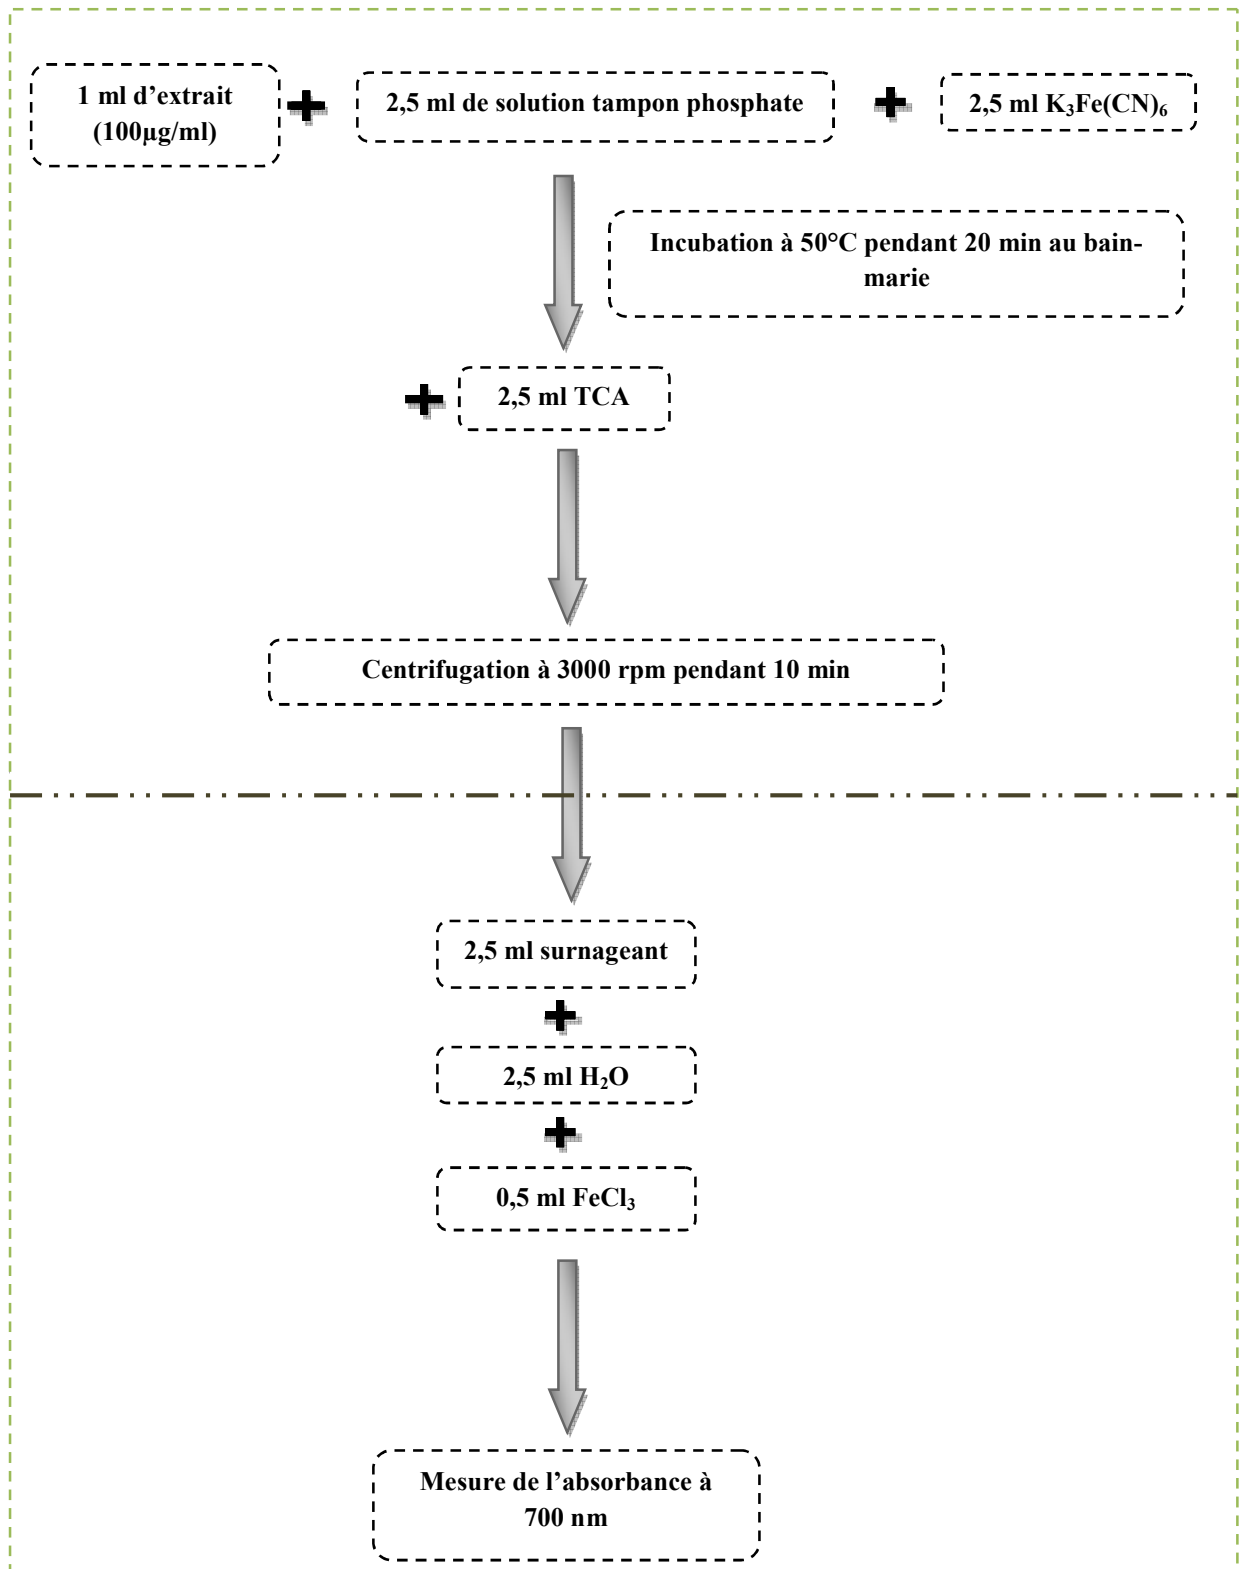 1 ml d’extrait
(100µg/ml)
2,5 ml de solution tampon phosphate
2,5 ml K₃Fe(CN)₆
Incubation à 50°C pendant 20 min au bain-
marie
2,5 ml TCA
Centrifugation à 3000 rpm pendant 10 min
2,5 ml surnageant
2,5 ml H₂O
0,5 ml FeCl₃
Mesure de l’absorbance à
700 nm